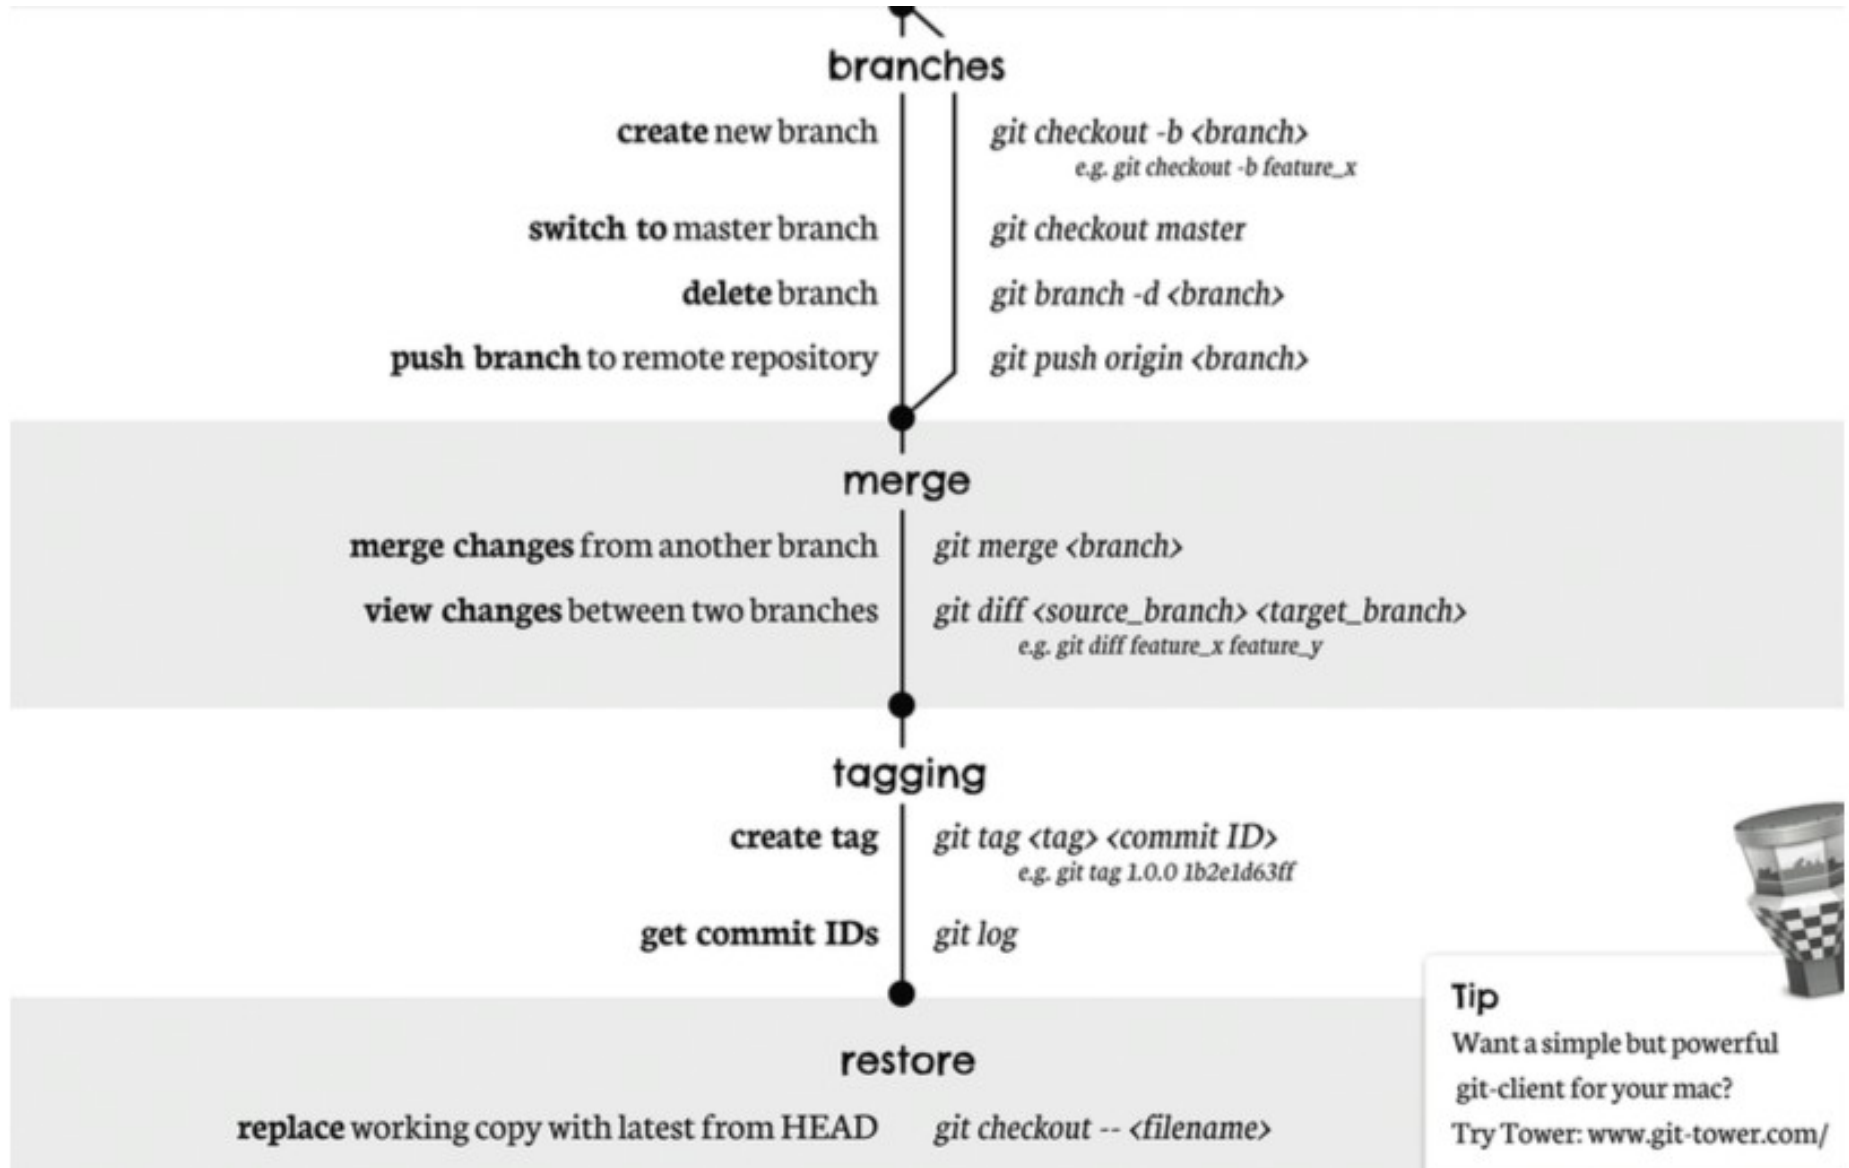 branches
create new branch git checkout -b <branch>
e.g. git checkout -b feature_x
switch to master branch git checkout master
delete branch git branch -d <branch>
push branch to remote repository git push origin <branch>
merge
merge changes from another branch git merge <branch>
view changes between two branches git diff <source_branch> <target_branch>
e.g. git diff feature_x feature_y
tagging
create tag git tag <tag> <commit ID>
e.g. git tag 1.0.0 1b2e1d63ff
get commit IDs git log
restore
replace working copy with latest from HEAD git checkout -- <filename>
Tip
Want a simple but powerful
git-client for your mac?
Try Tower: www.git-tower.com/